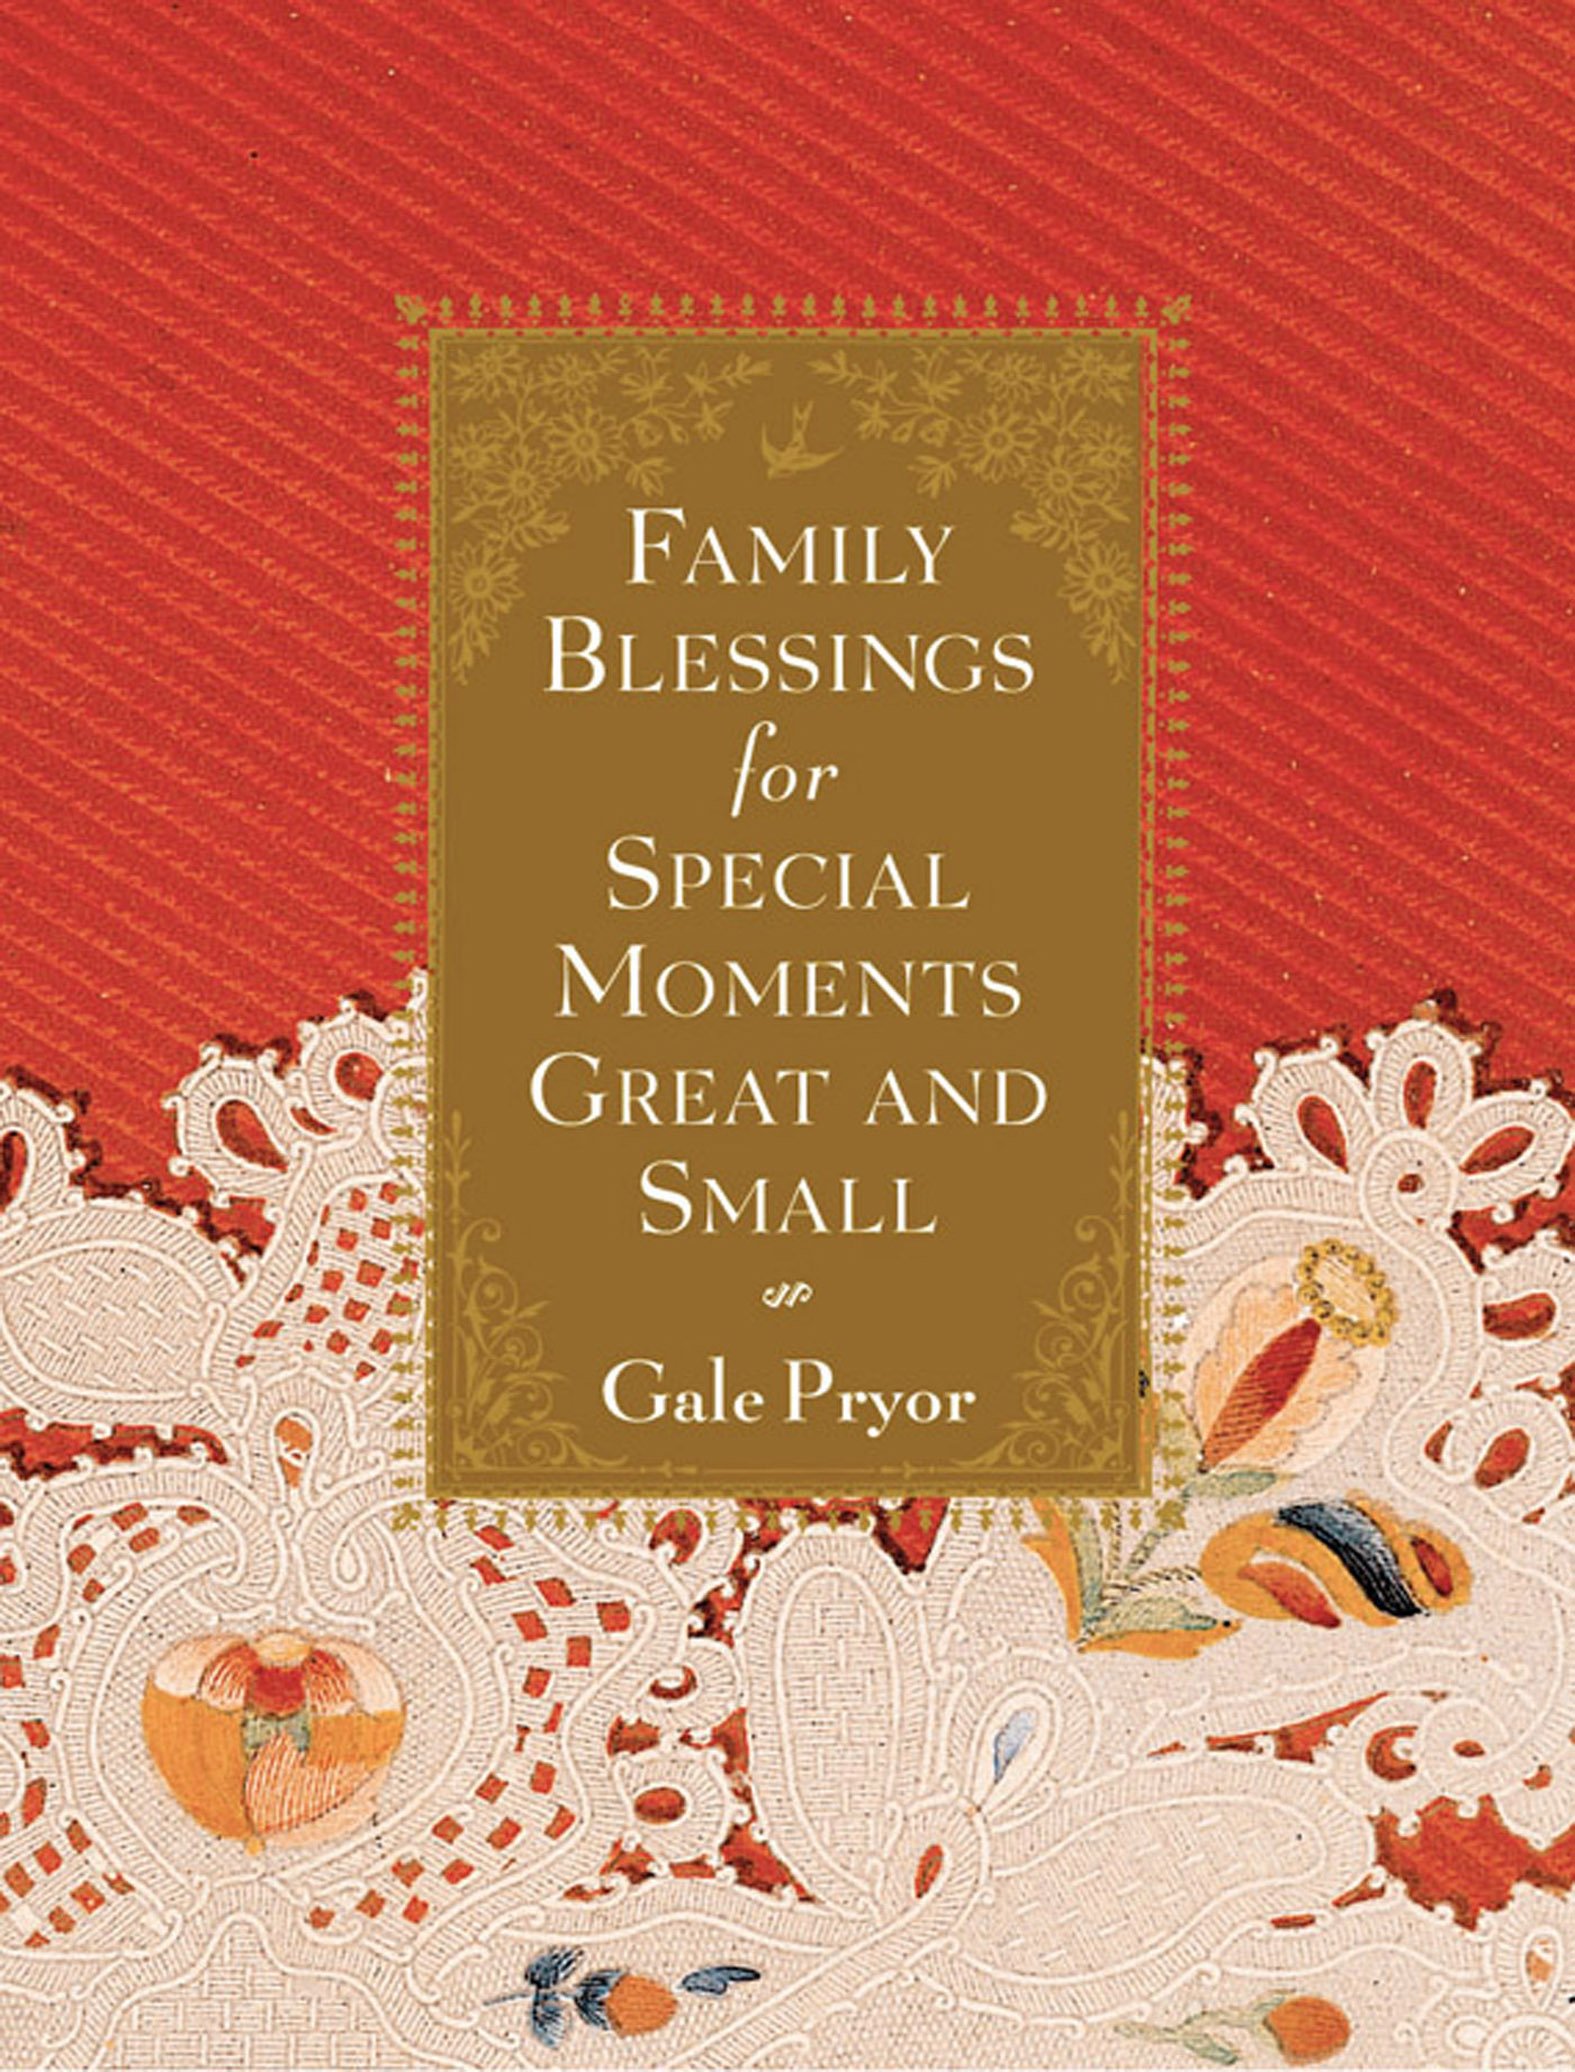 FAMILY
BLESSINGS
for
SPECIAL
MOMENTS
GREAT AND
SMALL
Gale Pryor